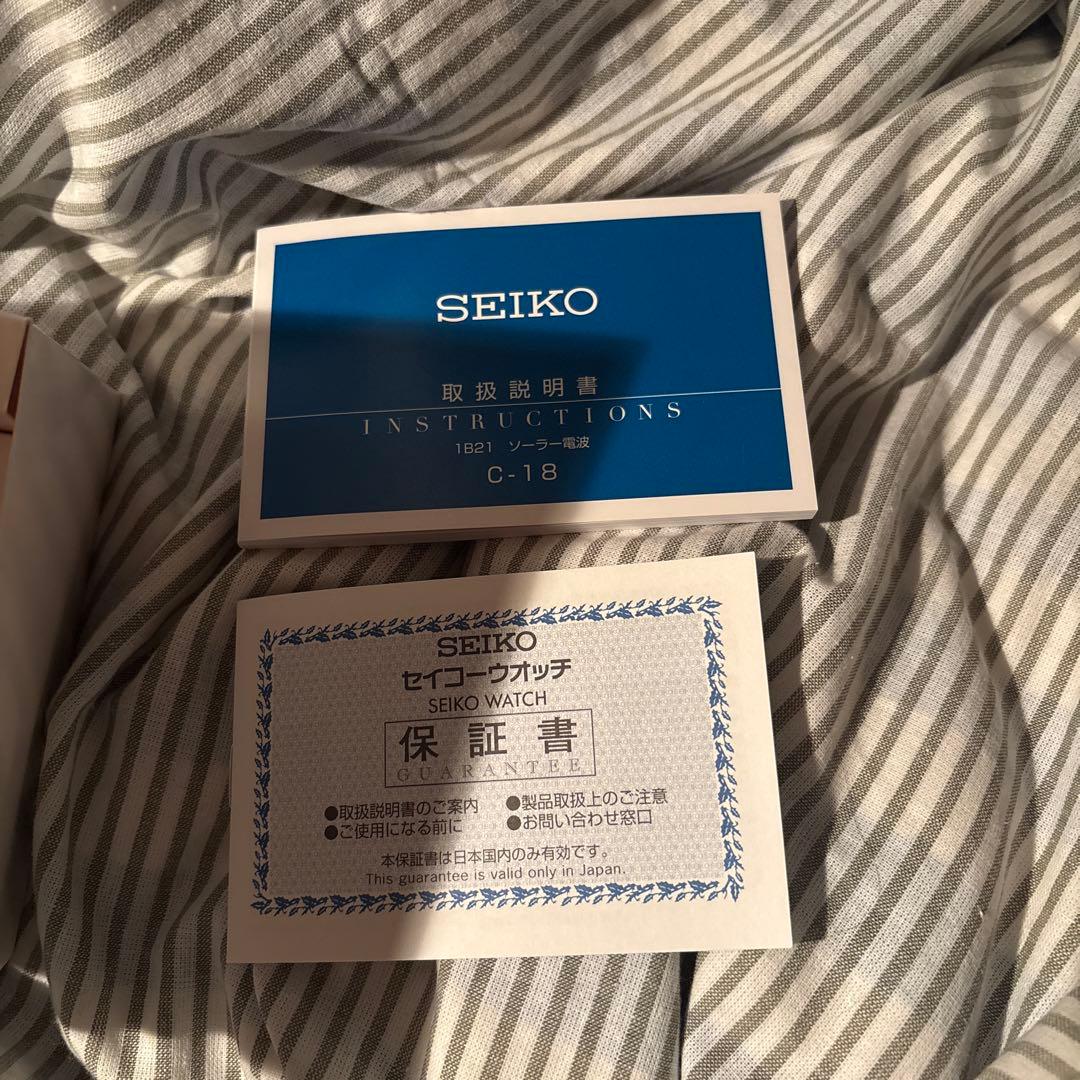 SEIKO
取扱説明書
INSTRUCTIONS
1B21 ソーラー電波
C-18
SEIKO
セイコーウオッチ
SEIKO WATCH
保証書
GUARANTEE
●取扱説明書のご案内 ●製品取扱上のご注意
●ご使用になる前に ●お問い合わせ窓口
本保証書は日本国内のみ有効です。
This guarantee is valid only in Japan.